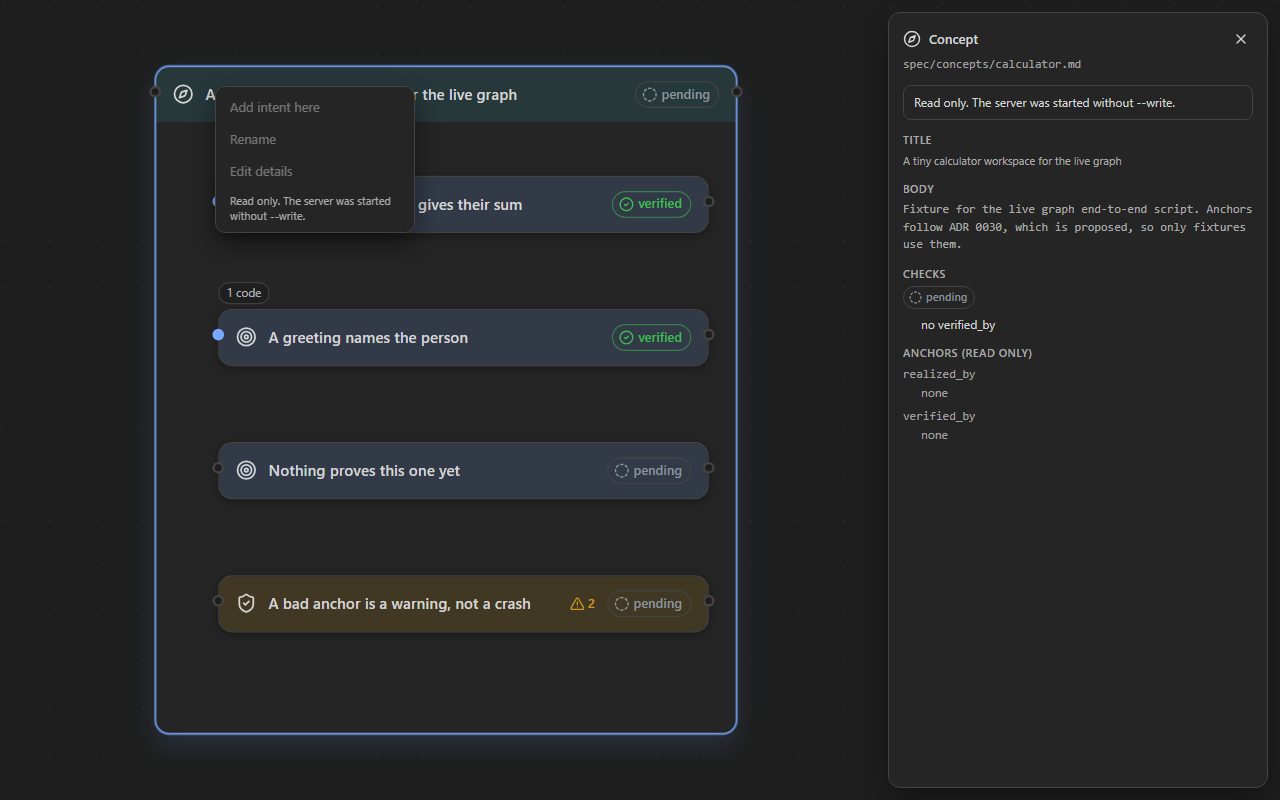 A
r the live graph
pending
Add intent here
Rename
Edit details
Read only. The server was started
without --write.
gives their sum
verified
1 code
A greeting names the person
verified
Nothing proves this one yet
pending
A bad anchor is a warning, not a crash
2
pending
Concept
spec/concepts/calculator.md
Read only. The server was started without --write.
TITLE
A tiny calculator workspace for the live graph
BODY
Fixture for the live graph end-to-end script. Anchors
follow ADR 0030, which is proposed, so only fixtures
use them.
CHECKS
pending
no verified_by
ANCHORS (READ ONLY)
realized_by
none
verified_by
none